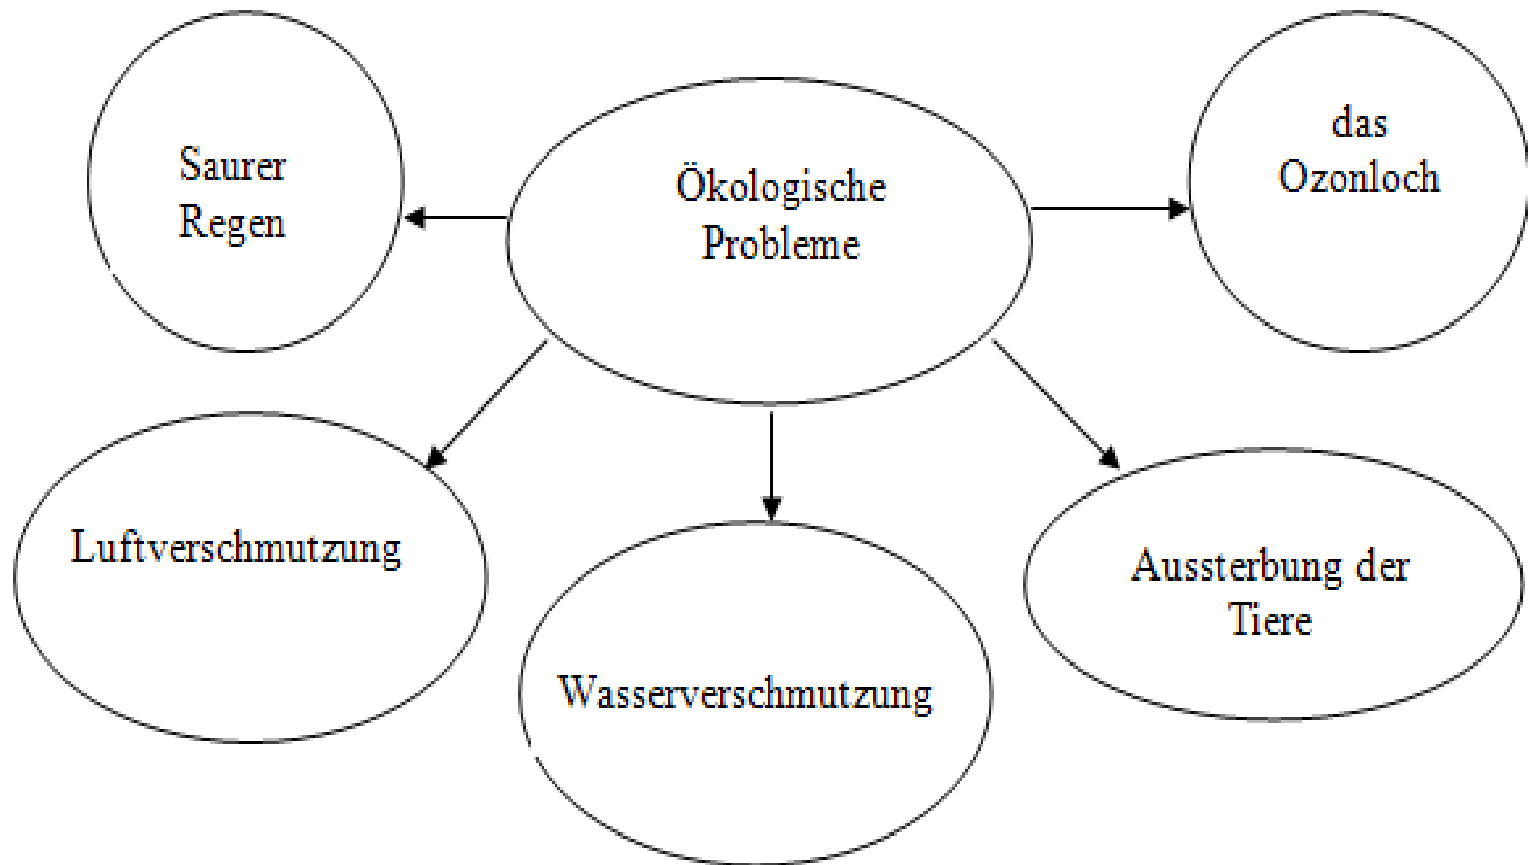 Saurer
Regen
Ökologische
Probleme
das
Ozonloch
Luftverschmutzung
Wasserverschmutzung
Aussterbung der
Tiere